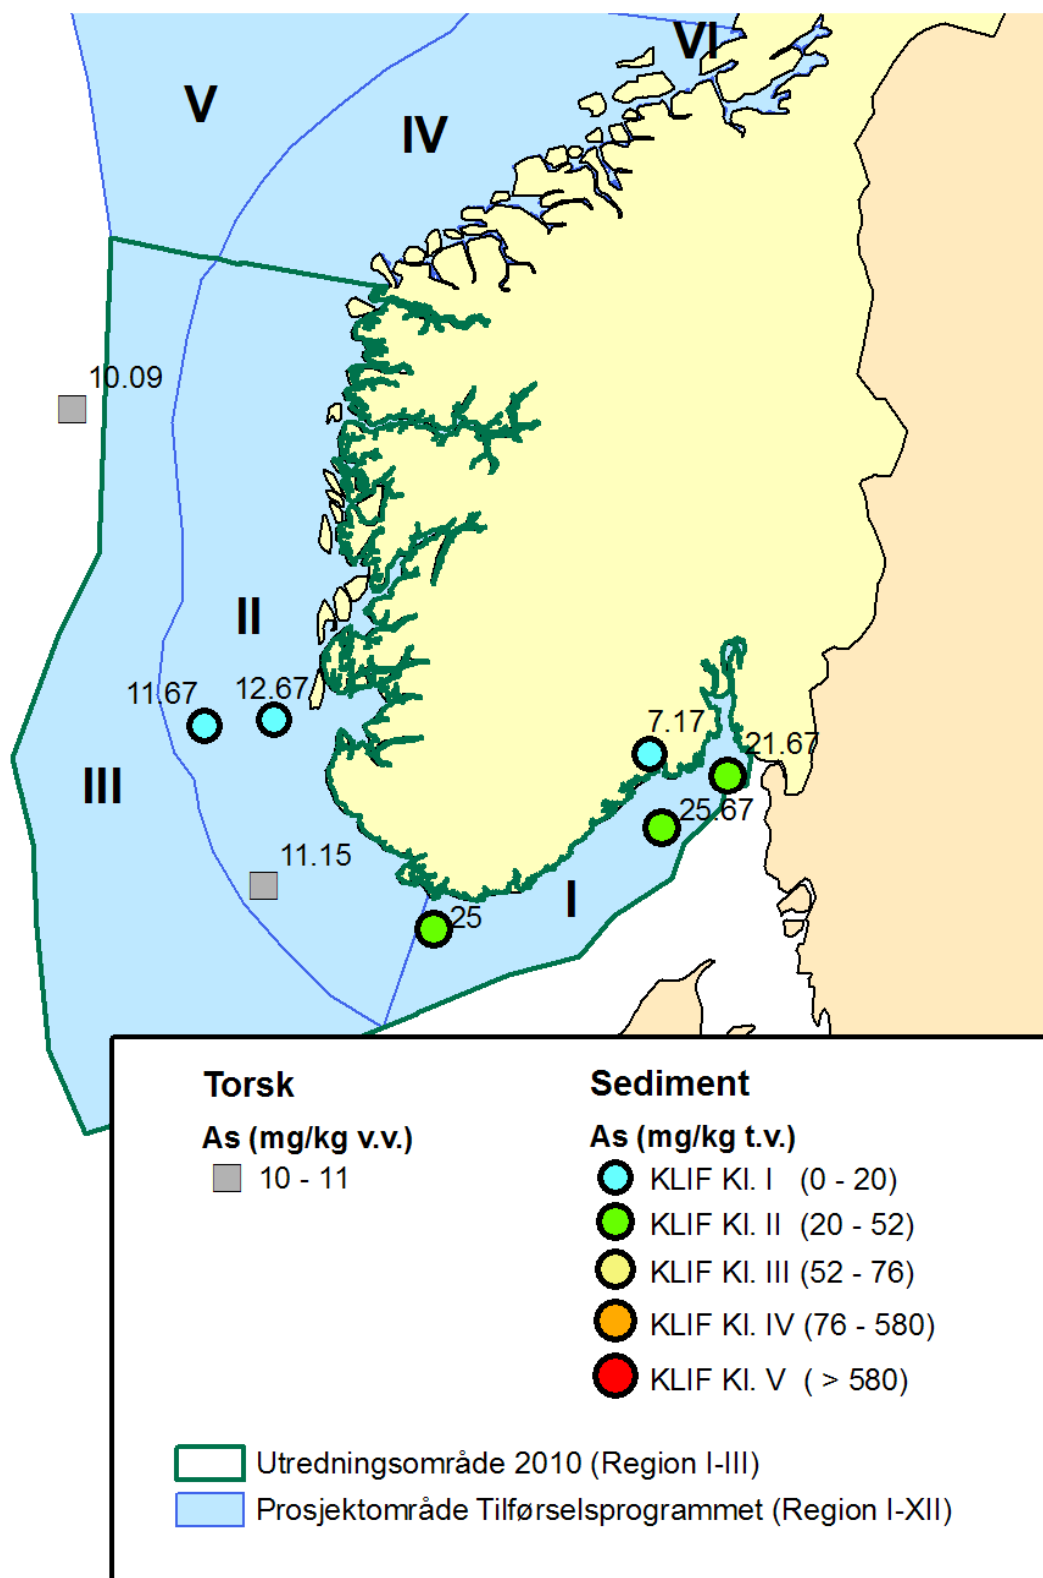 VI
V
IV
10.09
II
11.67
12.67
7.17
21.67
III
25.67
11.15
I
25
Torsk
As (mg/kg v.v.)
10 - 11
Sediment
As (mg/kg t.v.)
KLIF Kl. I (0 - 20)
KLIF Kl. II (20 - 52)
KLIF Kl. III (52 - 76)
KLIF Kl. IV (76 - 580)
KLIF Kl. V ( > 580)
Utredningsområde 2010 (Region I-III)
Prosjektområde Tilførselsprogrammet (Region I-XII)